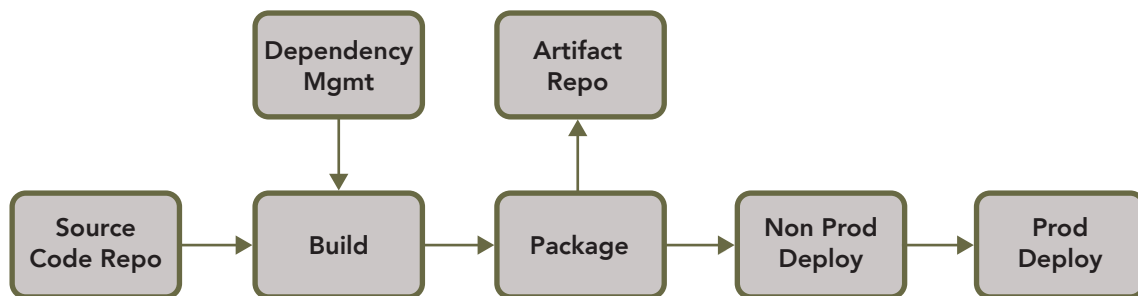 Dependency
Mgmt
Artifact
Repo
Source
Code Repo
Build
Package
Non Prod
Deploy
Prod
Deploy